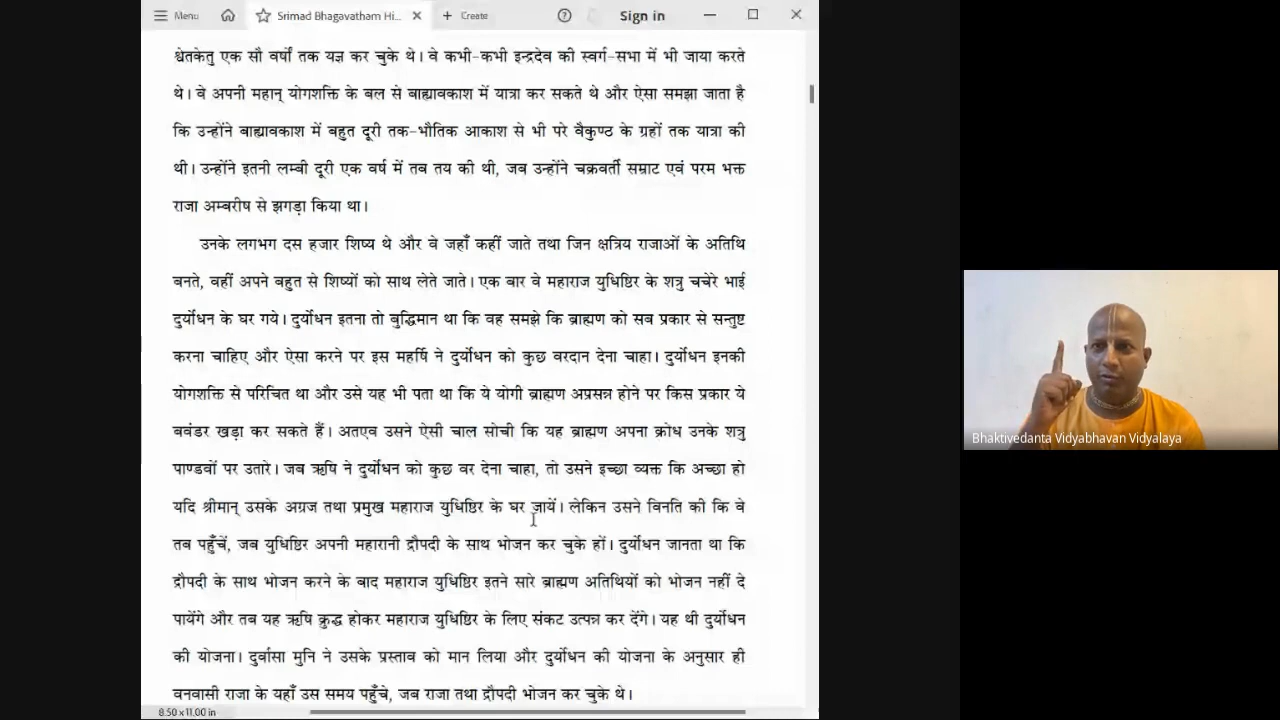 Menu
Srimad Bhagavatham Hi...
Create
Sign in
श्वेतकेतु एक सौ वर्षों तक यज्ञ कर चुके थे। वे कभी-कभी इन्द्रदेव की स्वर्ग-सभा में भी जाया करते
थे। वे अपनी महान् योगशक्ति के बल से बाह्यावकाश में यात्रा कर सकते थे और ऐसा समझा जाता है
कि उन्होंने बाह्यावकाश में बहुत दूरी तक-भौतिक आकाश से भी परे वैकुण्ठ के ग्रहों तक यात्रा की
थी। उन्होंने इतनी लम्बी दूरी एक वर्ष में तब तय की थी, जब उन्होंने चक्रवर्ती सम्राट एवं परम भक्त
राजा अम्बरीष से झगड़ा किया था।
उनके लगभग दस हजार शिष्य थे और वे जहाँ कहीं जाते तथा जिन क्षत्रिय राजाओं के अतिथि
बनते, वहीं अपने बहुत से शिष्यों को साथ लेते जाते। एक बार वे महाराज युधिष्ठिर के शत्रु चचेरे भाई
दुर्योधन के घर गये। दुर्योधन इतना तो बुद्धिमान था कि वह समझे कि ब्राह्मण को सब प्रकार से सन्तुष्ट
करना चाहिए और ऐसा करने पर इस महर्षि ने दुर्योधन को कुछ वरदान देना चाहा। दुर्योधन इनकी
योगशक्ति से परिचित था और उसे यह भी पता था कि ये योगी ब्राह्मण अप्रसन्न होने पर किस प्रकार ये
बवंडर खड़ा कर सकते हैं। अतएव उसने ऐसी चाल सोची कि यह ब्राह्मण अपना क्रोध उनके शत्रु
पाण्डवों पर उतारे। जब ऋषि ने दुर्योधन को कुछ वर देना चाहा, तो उसने इच्छा व्यक्त कि अच्छा हो
यदि श्रीमान् उसके अग्रज तथा प्रमुख महाराज युधिष्ठिर के घर जायें। लेकिन उसने विनति की कि वे
तब पहुँचें, जब युधिष्ठिर अपनी महारानी द्रौपदी के साथ भोजन कर चुके हों। दुर्योधन जानता था कि
द्रौपदी के साथ भोजन करने के बाद महाराज युधिष्ठिर इतने सारे ब्राह्मण अतिथियों को भोजन नहीं दे
पायेंगे और तब यह ऋषि क्रुद्ध होकर महाराज युधिष्ठिर के लिए संकट उत्पन्न कर देंगे। यह थी दुर्योधन
की योजना। दुर्वासा मुनि ने उसके प्रस्ताव को मान लिया और दुर्योधन की योजना के अनुसार ही
वनवासी राजा के यहाँ उस समय पहुँचे, जब राजा तथा द्रौपदी भोजन कर चुके थे।
8.50 x 11.00 in
Bhaktivedanta Vidyabhavan Vidyalaya